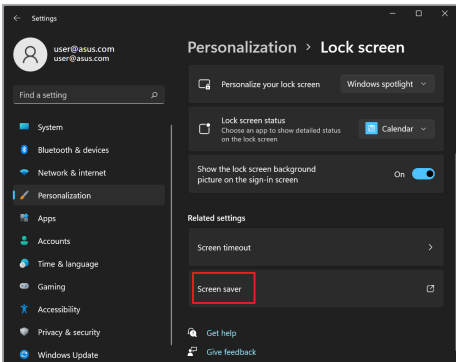 Settings
user@asus.com
user@asus.com
Find a setting
System
Bluetooth & devices
Network & internet
Personalization
Apps
Accounts
Time & language
Gaming
Accessibility
Privacy & security
Windows Update
Personalization > Lock screen
Personalize your lock screen
Windows spotlight
Lock screen status
Choose an app to show detailed status
on the lock screen
Calendar
Show the lock screen background
picture on the sign-in screen
On
Related settings
Screen timeout
Screen saver
Get help
Give feedback